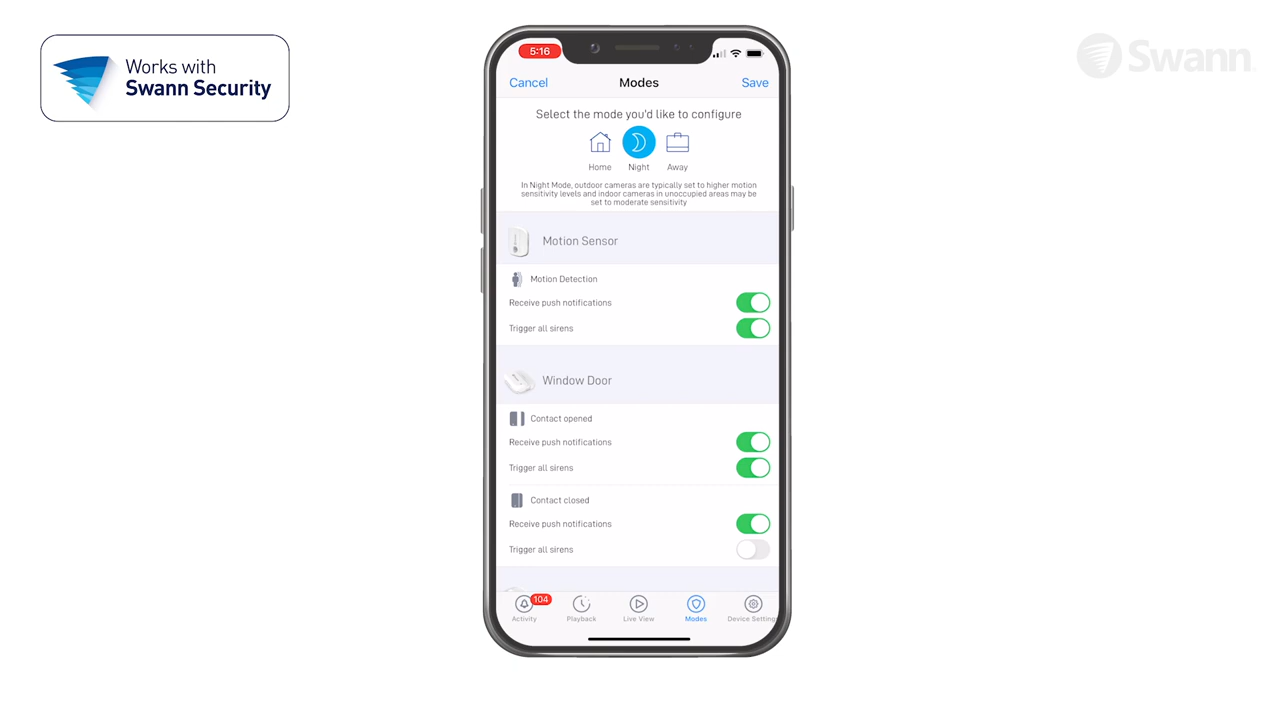 Works with
Swann Security
Swann
5:16
Cancel
Modes
Save
Select the mode you'd like to configure
Home
Night
Away
In Night Mode, outdoor cameras are typically set to higher motion
sensitivity levels and indoor cameras in unoccupied areas may be
set to moderate sensitivity
Motion Sensor
Motion Detection
Receive push notifications
Trigger all sirens
Window Door
Contact opened
Receive push notifications
Trigger all sirens
Contact closed
Receive push notifications
Trigger all sirens
104
Activity
Playback
Live View
Modes
Device Setting